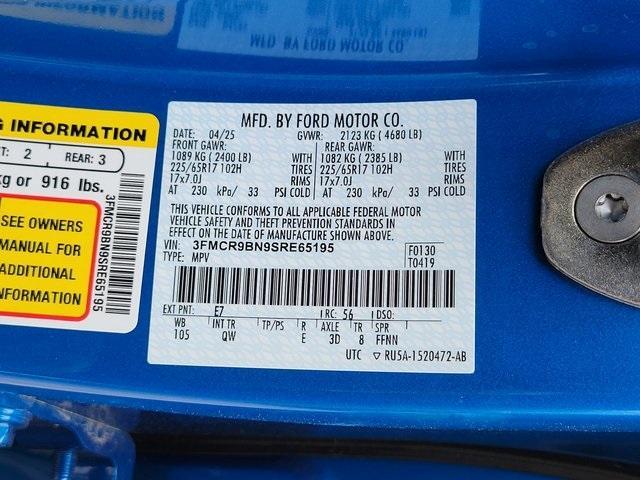 MFD. BY FORD MOTOR CO
MFD. BY FORD MOTOR CO.
DATE: 04/25 GVWR: 2123 KG ( 4680 LB)
FRONT GAWR: REAR GAWR:
1089 KG ( 2400 LB) WITH 1082 KG ( 2385 LB) WITH
225/65R17 102H TIRES 225/65R17 102H TIRES
17x7.0J RIMS 17x7.0J RIMS
AT 230 kPa/ 33 PSI COLD AT 230 kPa/ 33 PSI COLD
THIS VEHICLE CONFORMS TO ALL APPLICABLE FEDERAL MOTOR
VEHICLE SAFETY AND THEFT PREVENTION STANDARDS IN
EFFECT ON THE DATE OF MANUFACTURE SHOWN ABOVE.
VIN: 3FMCR9BN9SRE65195
TYPE: MPV
F0130
T0419
EXT PNT: E7 RC: 56 DSO:
WB INT TR TP/PS R AXLE TR SPR
105 QW E 3D 8 FFNN
UTC ▽ RU5A-1520472-AB
G INFORMATION
T: 2 REAR: 3
kg or 916 lbs.
SEE OWNERS
MANUAL FOR
ADDITIONAL
INFORMATION
3FMCR9BN9SRE65195